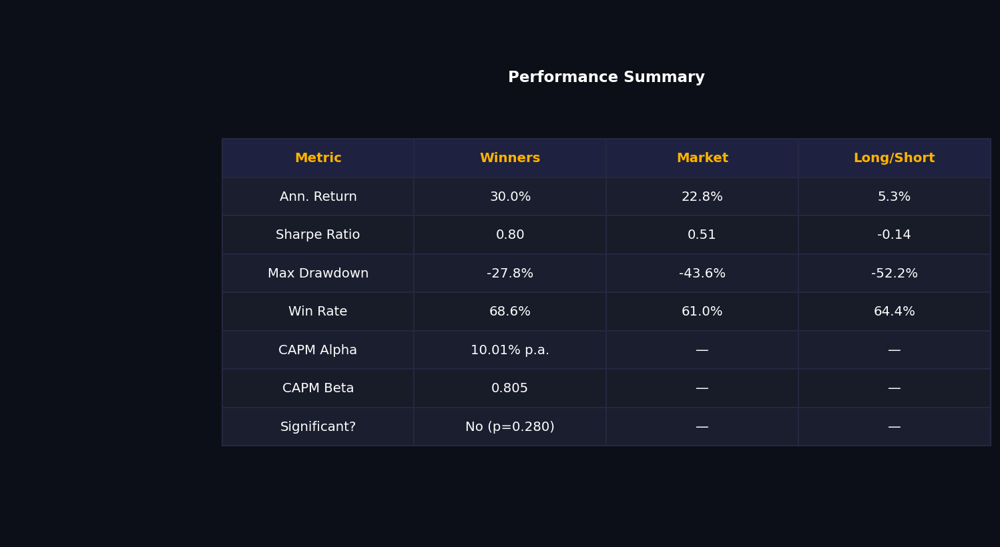 Performance Summary
Metric Winners Market Long/Short
Ann. Return 30.0% 22.8% 5.3%
Sharpe Ratio 0.80 0.51 -0.14
Max Drawdown -27.8% -43.6% -52.2%
Win Rate 68.6% 61.0% 64.4%
CAPM Alpha 10.01% p.a. — —
CAPM Beta 0.805 — —
Significant? No (p=0.280) — —